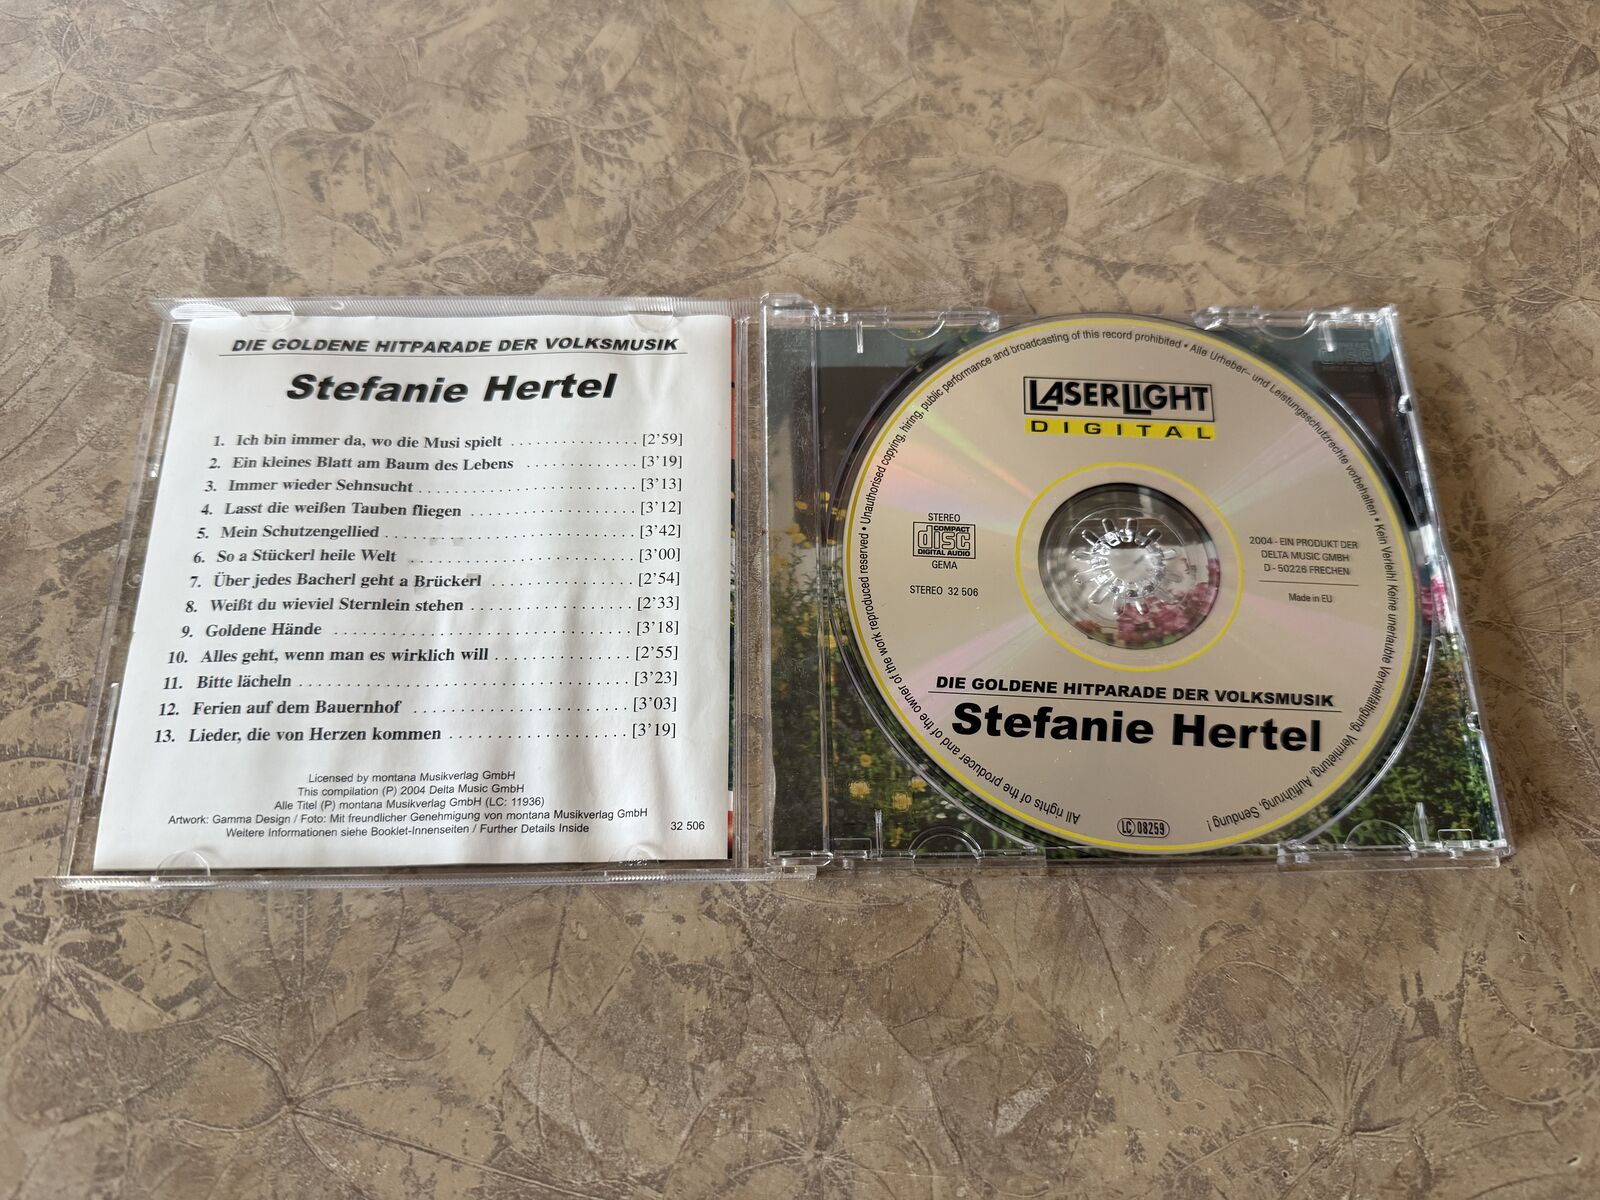 DIE GOLDENE HITPARADE DER VOLKSMUSIK
Stefanie Hertel
1. Ich bin immer da, wo die Musi spielt [2'59]
2. Ein kleines Blatt am Baum des Lebens [3'19]
3. Immer wieder Sehnsucht [3'13]
4. Lasst die weißen Tauben fliegen [3'12]
5. Mein Schutzengellied [3'42]
6. So a Stückerl heile Welt [3'00]
7. Über jedes Bacherl geht a Brückerl [2'54]
8. Weißt du wieviel Sternlein stehen [2'33]
9. Goldene Hände [3'18]
10. Alles geht, wenn man es wirklich will [2'55]
11. Bitte lächeln [3'23]
12. Ferien auf dem Bauernhof [3'03]
13. Lieder, die von Herzen kommen [3'19]
Licensed by montana Musikverlag GmbH
This compilation (P) 2004 Delta Music GmbH
Alle Titel (P) montana Musikverlag GmbH (LC: 11936)
Artwork: Gamma Design / Foto: Mit freundlicher Genehmigung von montana Musikverlag GmbH
Weitere Informationen siehe Booklet-Innenseiten / Further Details Inside
32 506
LASERLIGHT
DIGITAL
STEREO
COMPACT
disc
DIGITAL AUDIO
GEMA
STEREO 32 506
2004 - EIN PRODUKT DER
DELTA MUSIC GMBH
D - 50226 FRECHEN
Made in EU
DIE GOLDENE HITPARADE DER VOLKSMUSIK
Stefanie Hertel
LC 08259
All rights of the producer and of the owner of the work reproduced reserved • Unauthorised copying, hiring, public performance and broadcasting of this record prohibited • Alle Urheber- und Leistungsschutzrechte vorbehalten • Kein Verleih! Keine unerlaubte Vervielfältigung, Vermietung, Aufführung, Sendung !